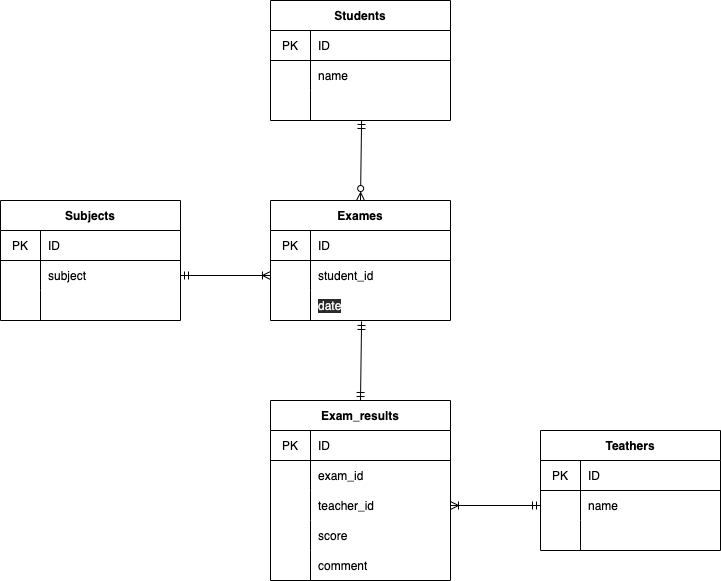 Students
PK ID
name
Subjects
PK ID
subject
Exames
PK ID
student_id
date
Exam_results
PK ID
exam_id
teacher_id
score
comment
Teathers
PK ID
name